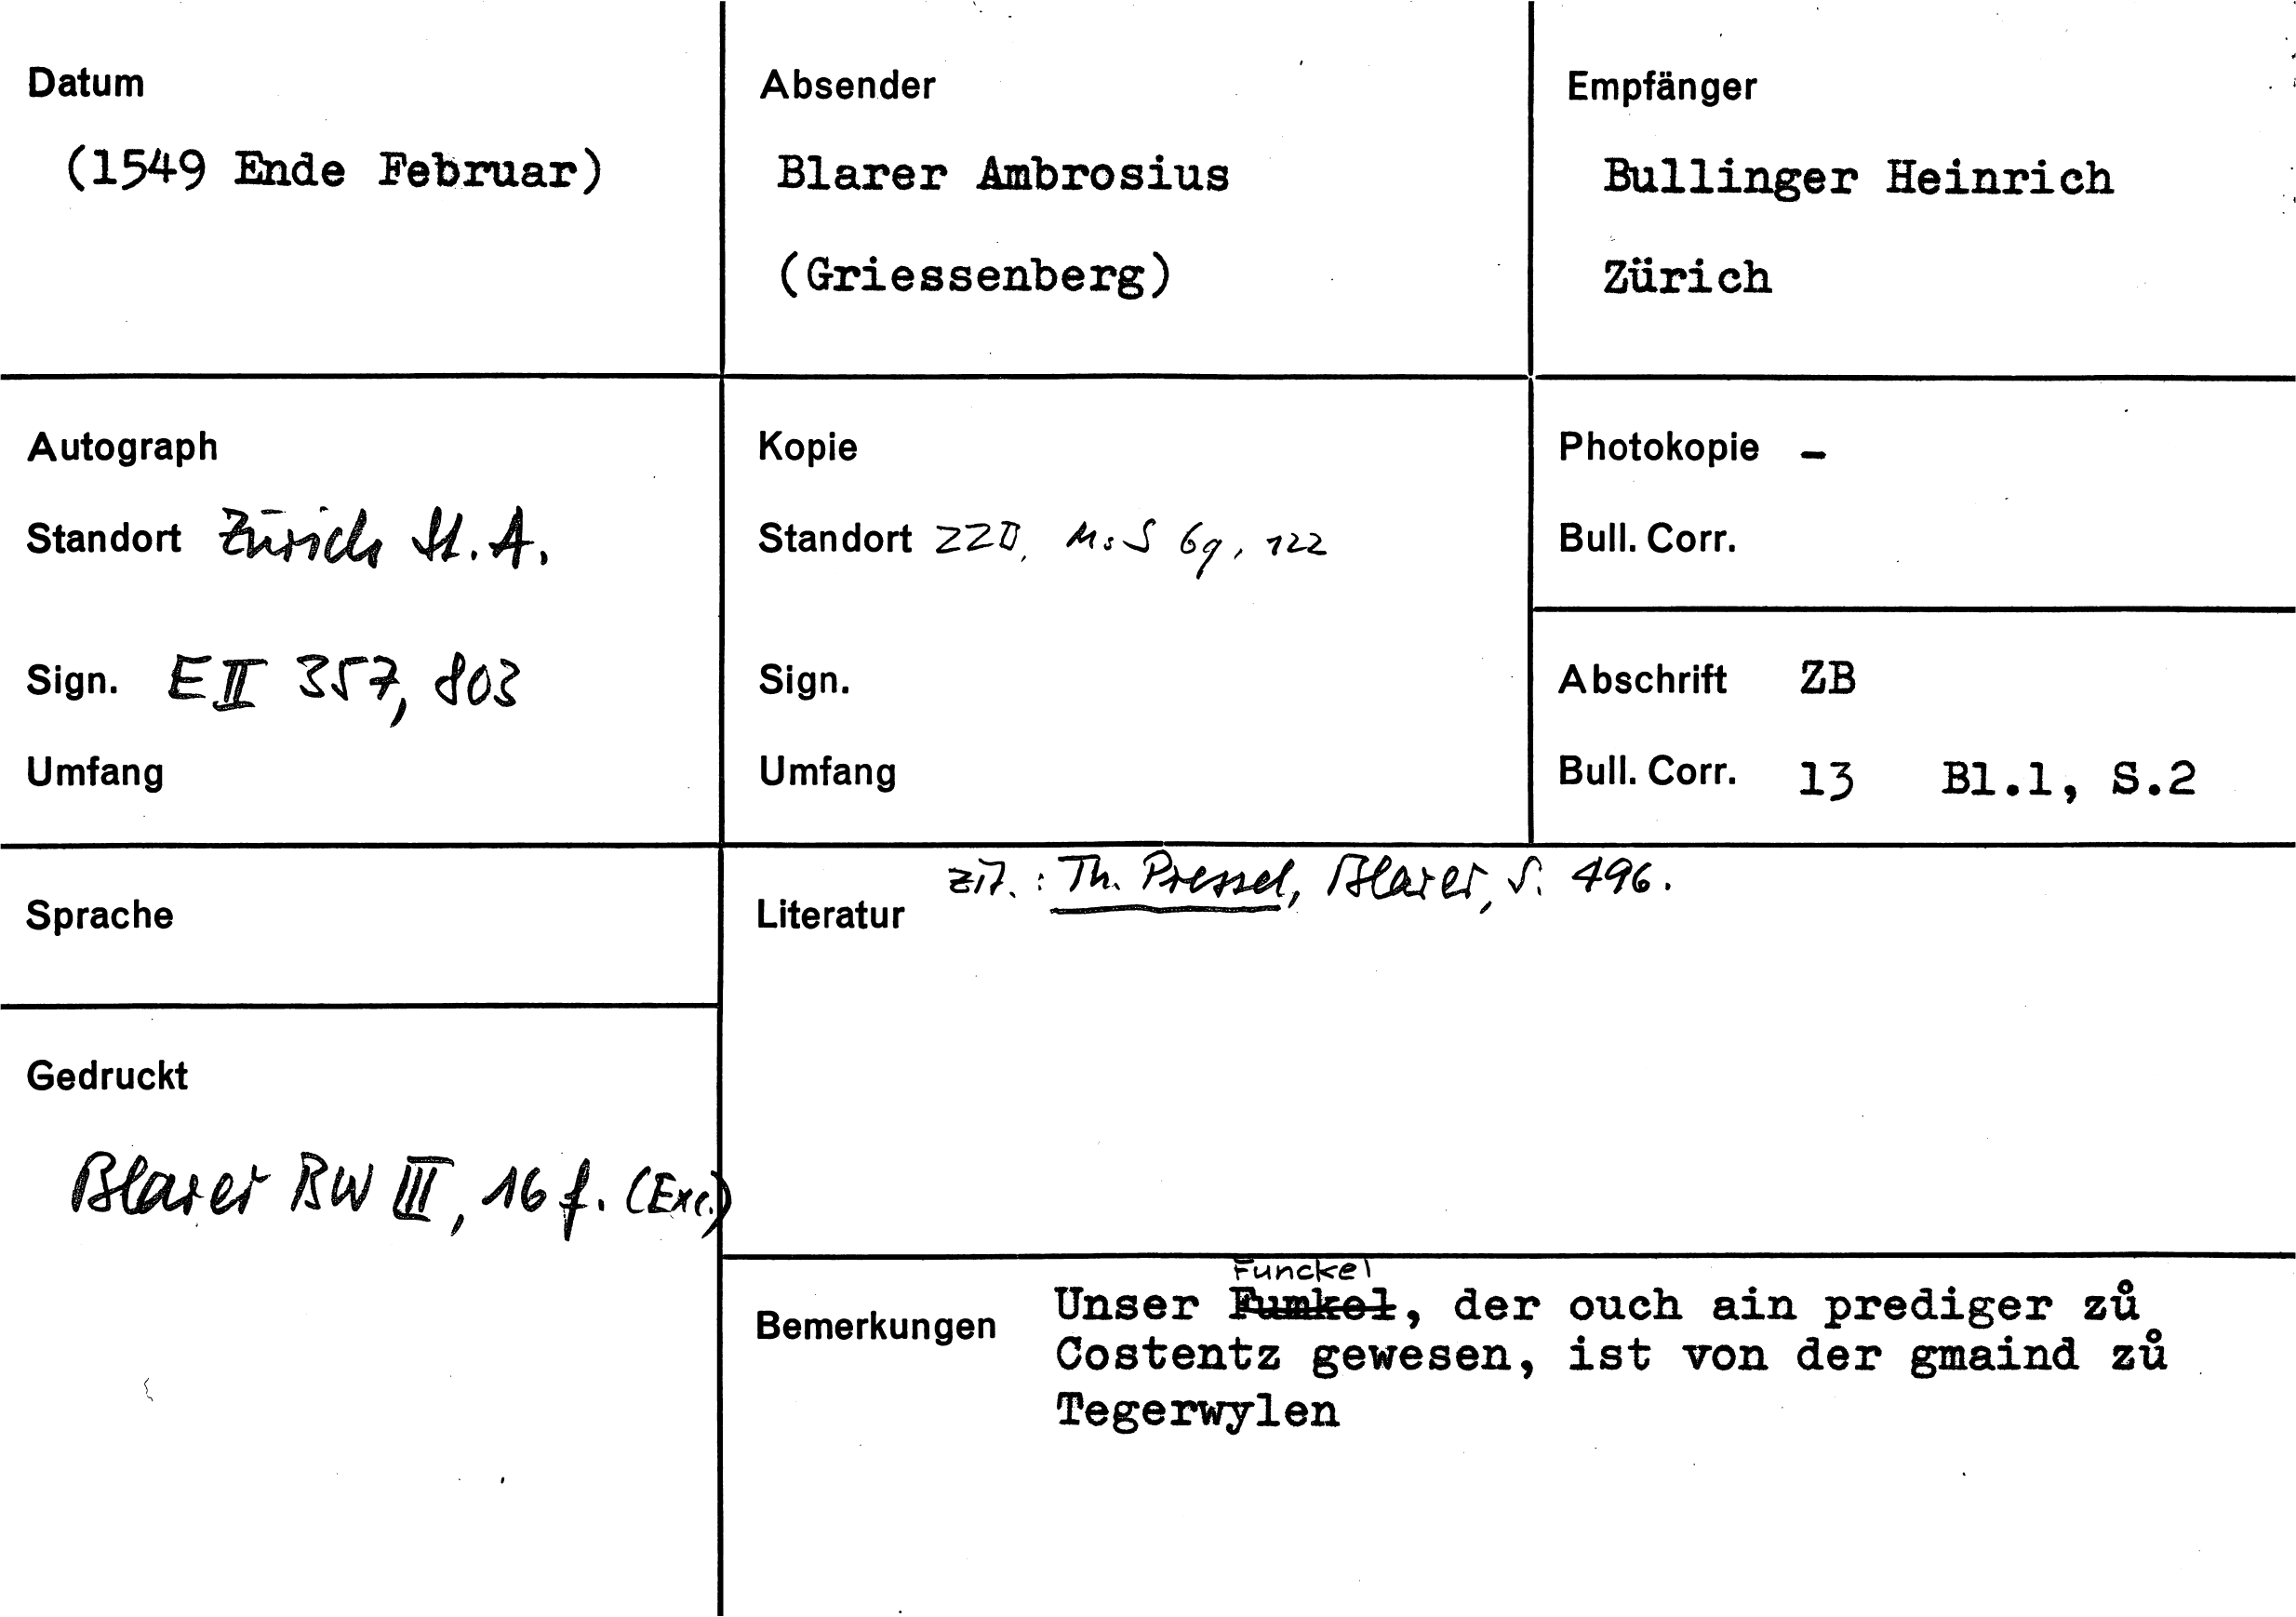 Datum
(1549 Ende Februar)
Absender
Blarer Ambrosius
(Griessenberg)
Empfänger
Bullinger Heinrich
Zürich
Autograph
Standort Zürich St. A.
Sign. E II 357, 803
Umfang
Kopie
Standort ZZB, Ms S 69, 122
Sign.
Umfang
Photokopie -
Bull. Corr.
Abschrift ZB
Bull. Corr. 13 Bl.1, S.2
Sprache
Gedruckt
Blarer BW III, 16 f. (Exc.)
Literatur zit.: Th. Pressel, Blarer, S. 496.
Bemerkungen
Funckel
Unser Funkel, der ouch ain prediger zů
Costentz gewesen, ist von der gmaind zů
Tegerwylen